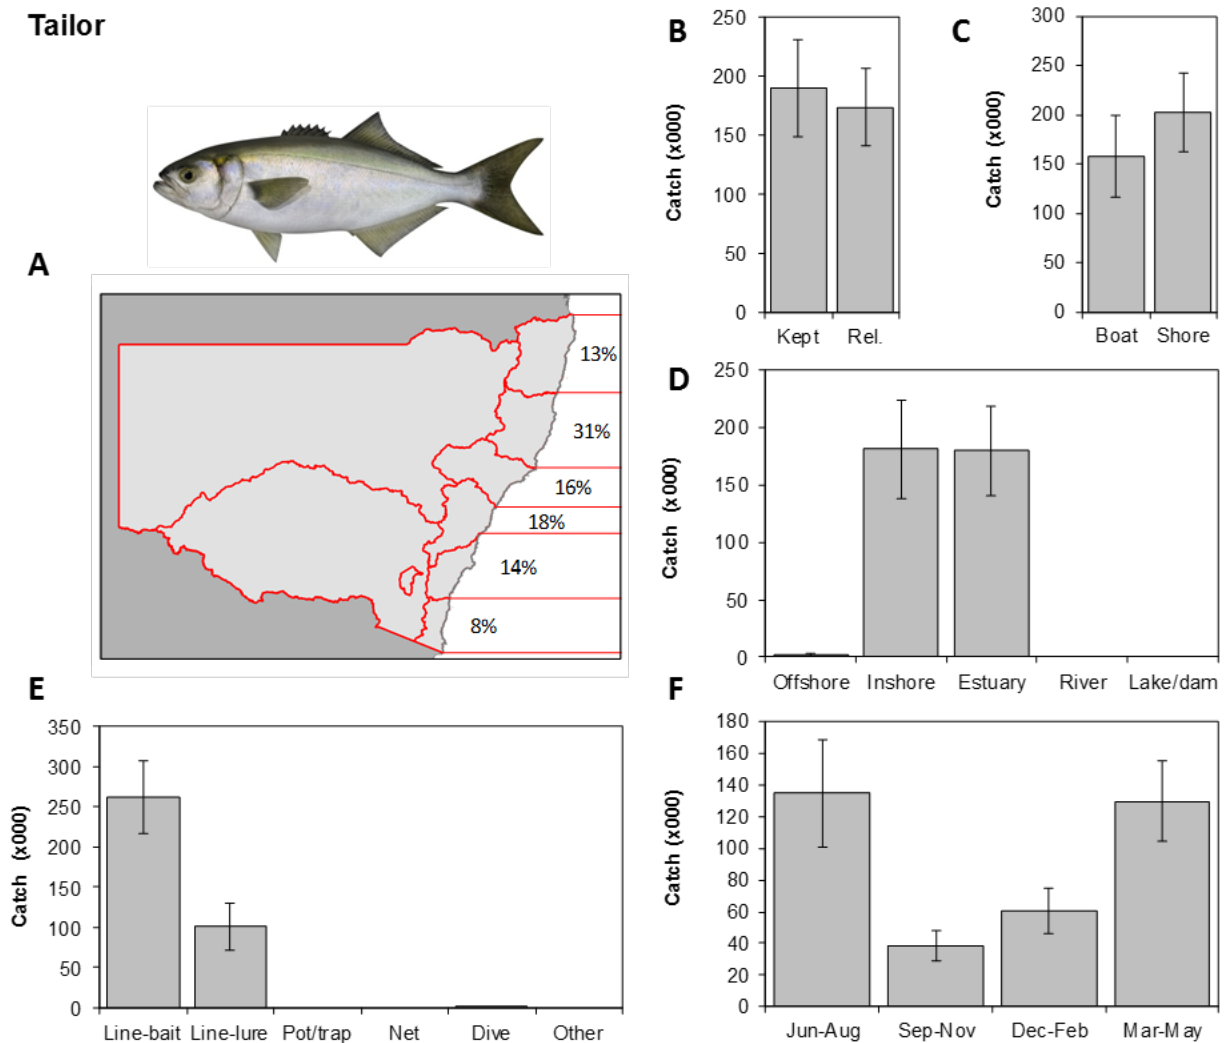 Tailor
A
13%
31%
16%
18%
14%
8%
B
Catch (x000)
250
200
150
100
50
0
Kept Rel.
C
Catch (x000)
300
250
200
150
100
50
0
Boat Shore
D
Catch (x000)
250
200
150
100
50
0
Offshore Inshore Estuary River Lake/dam
E
Catch (x000)
350
300
250
200
150
100
50
0
Line-bait Line-lure Pot/trap Net Dive Other
F
Catch (x000)
180
160
140
120
100
80
60
40
20
0
Jun-Aug Sep-Nov Dec-Feb Mar-May